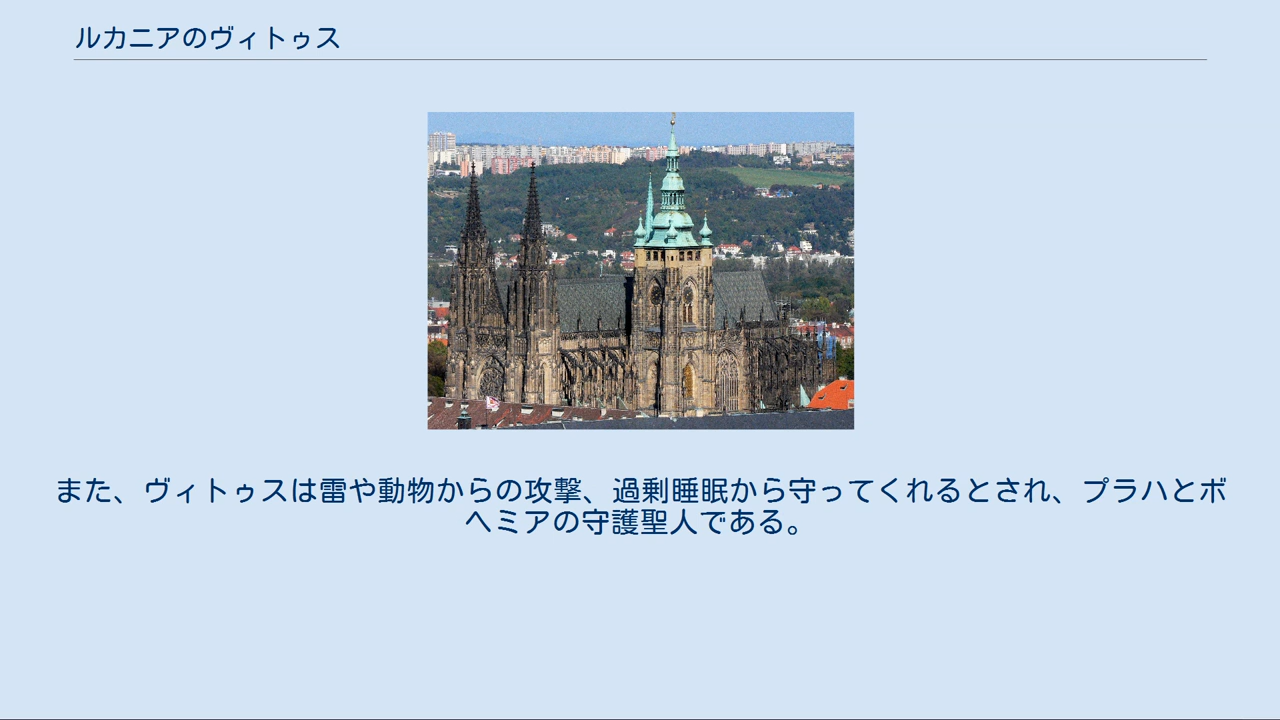 ルカニアのヴィトゥス
また、ヴィトゥスは雷や動物からの攻撃、過剰睡眠から守ってくれるとされ、プラハとボ
ヘミアの守護聖人である。